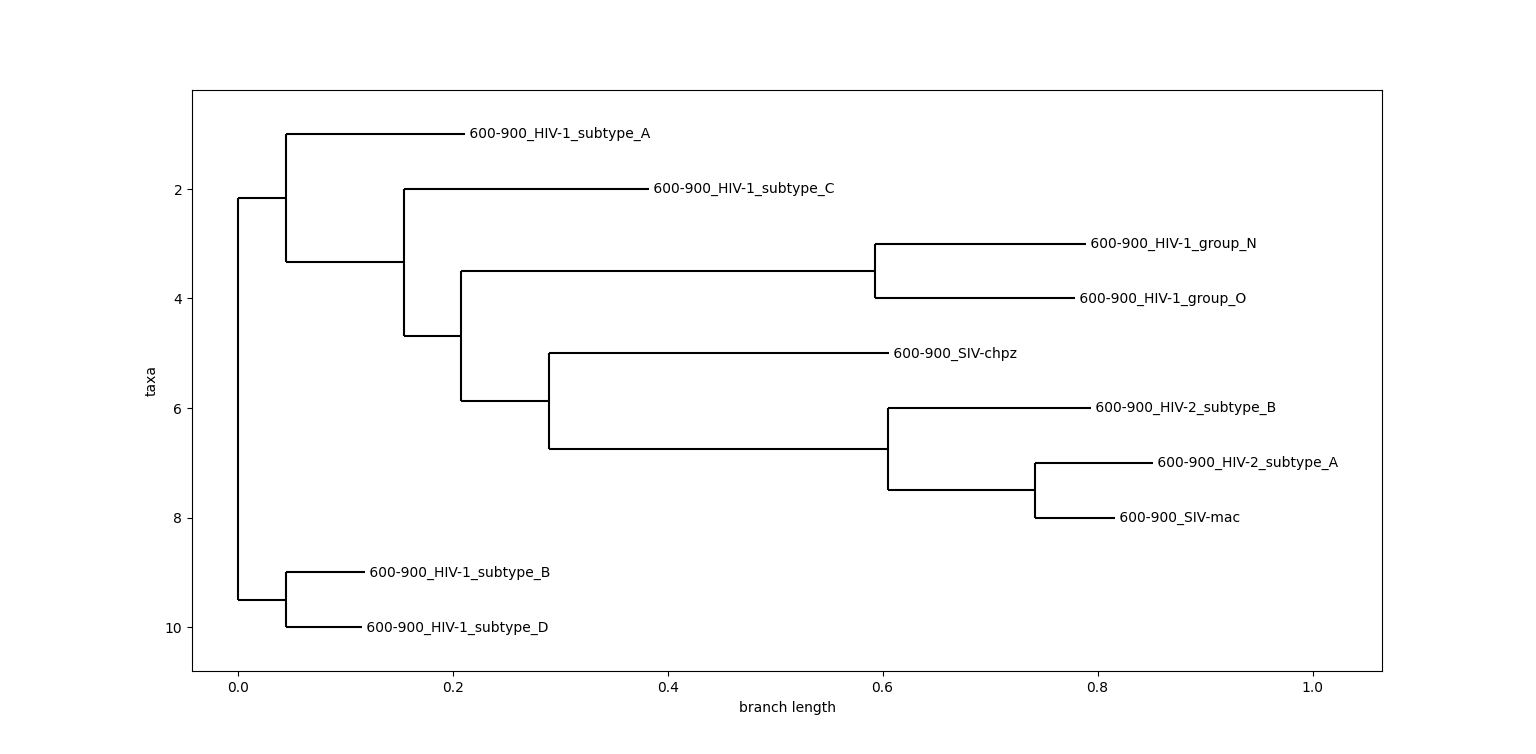 600-900_HIV-1_subtype_A
2
600-900_HIV-1_subtype_C
600-900_HIV-1_group_N
4
600-900_HIV-1_group_O
600-900_SIV-chpz
taxa
6
600-900_HIV-2_subtype_B
600-900_HIV-2_subtype_A
8
600-900_SIV-mac
600-900_HIV-1_subtype_B
10
600-900_HIV-1_subtype_D
0.0 0.2 0.4 0.6 0.8 1.0
branch length